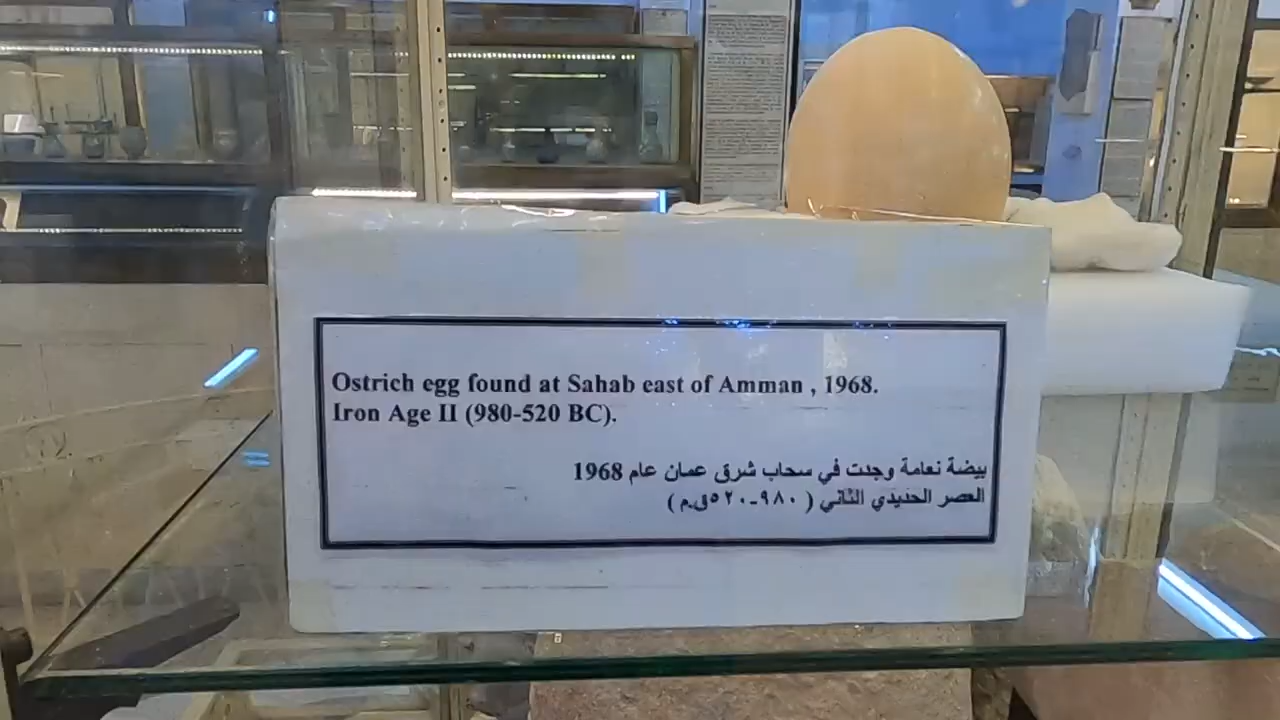 Ostrich egg found at Sahab east of Amman , 1968.
Iron Age II (980-520 BC).
بيضة نعامة وجدت في سحاب شرق عمان عام 1968
العصر الحديدي الثاني ( ٩٨٠-٥٢٠ق.م )